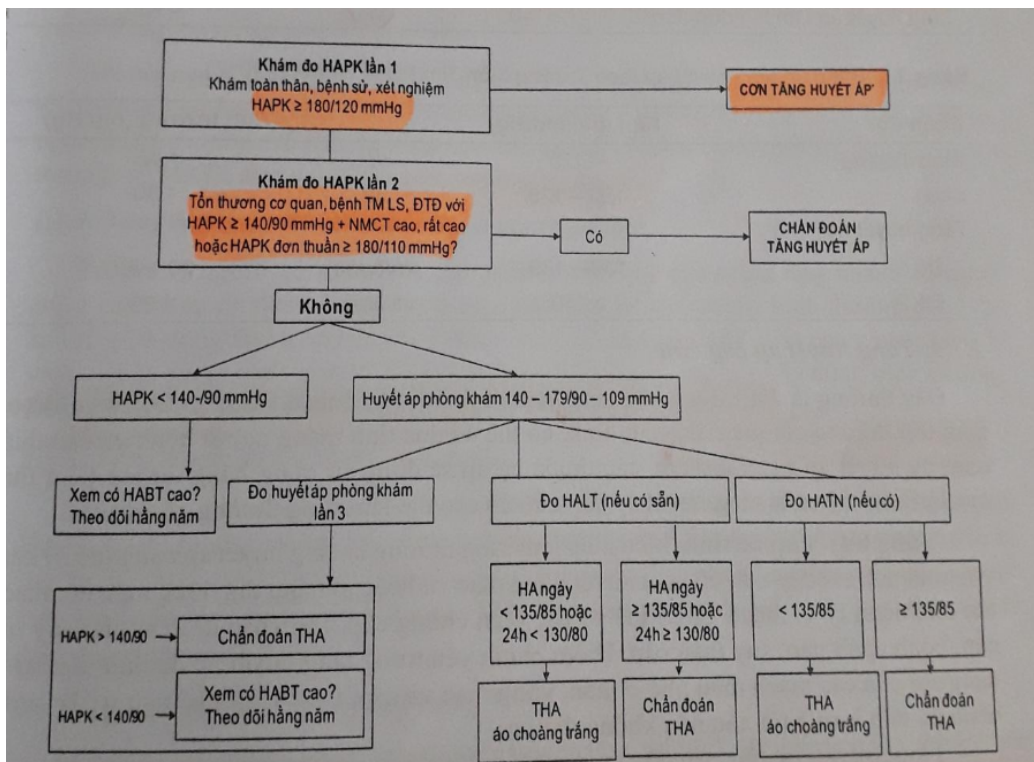 Khám đo HAPK lần 1
Khám toàn thân, bệnh sử, xét nghiệm
HAPK ≥ 180/120 mmHg
CƠN TĂNG HUYẾT ÁP*
Khám đo HAPK lần 2
Tổn thương cơ quan, bệnh TM LS, ĐTĐ với
HAPK ≥ 140/90 mmHg + NMCT cao, rất cao
hoặc HAPK đơn thuần ≥ 180/110 mmHg?
Có
CHẨN ĐOÁN
TĂNG HUYẾT ÁP
Không
HAPK < 140-/90 mmHg
Huyết áp phòng khám 140 – 179/90 – 109 mmHg
Xem có HABT cao?
Theo dõi hằng năm
Đo huyết áp phòng khám
lần 3
Đo HALT (nếu có sẵn)
Đo HATN (nếu có)
HA ngày
< 135/85 hoặc
24h < 130/80
HA ngày
≥ 135/85 hoặc
24h ≥ 130/80
< 135/85
≥ 135/85
HAPK > 140/90
Chẩn đoán THA
HAPK < 140/90
Xem có HABT cao?
Theo dõi hằng năm
THA
áo choàng trắng
Chẩn đoán
THA
THA
áo choàng trắng
Chẩn đoán
THA